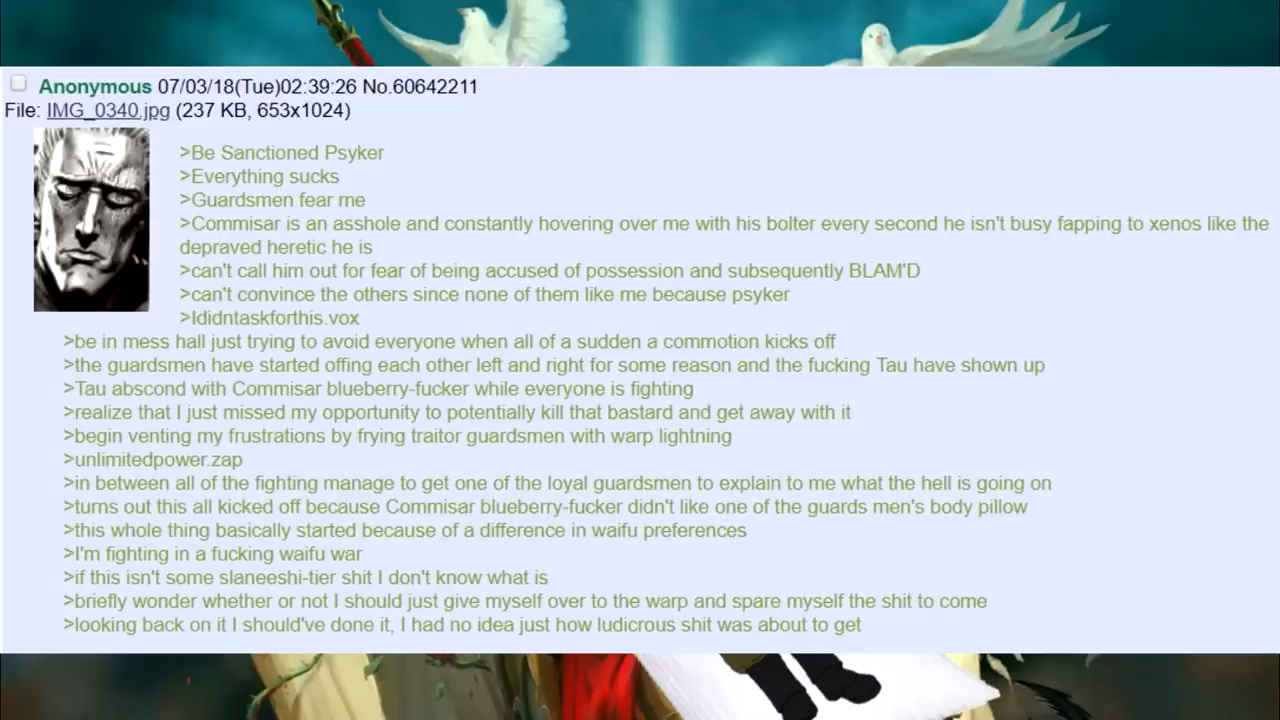 Anonymous 07/03/18(Tue)02:39:26 No.60642211
File: IMG_0340.jpg (237 KB, 653x1024)
>Be Sanctioned Psyker
>Everything sucks
>Guardsmen fear me
>Commisar is an asshole and constantly hovering over me with his bolter every second he isn't busy fapping to xenos like the
depraved heretic he is
>can't call him out for fear of being accused of possession and subsequently BLAM'D
>can't convince the others since none of them like me because psyker
>Ididntaskforthis.vox
>be in mess hall just trying to avoid everyone when all of a sudden a commotion kicks off
>the guardsmen have started offing each other left and right for some reason and the fucking Tau have shown up
>Tau abscond with Commisar blueberry-fucker while everyone is fighting
>realize that I just missed my opportunity to potentially kill that bastard and get away with it
>begin venting my frustrations by frying traitor guardsmen with warp lightning
>unlimitedpower.zap
>in between all of the fighting manage to get one of the loyal guardsmen to explain to me what the hell is going on
>turns out this all kicked off because Commisar blueberry-fucker didn't like one of the guards men's body pillow
>this whole thing basically started because of a difference in waifu preferences
>I'm fighting in a fucking waifu war
>if this isn't some slaneeshi-tier shit I don't know what is
>briefly wonder whether or not I should just give myself over to the warp and spare myself the shit to come
>looking back on it I should've done it, I had no idea just how ludicrous shit was about to get